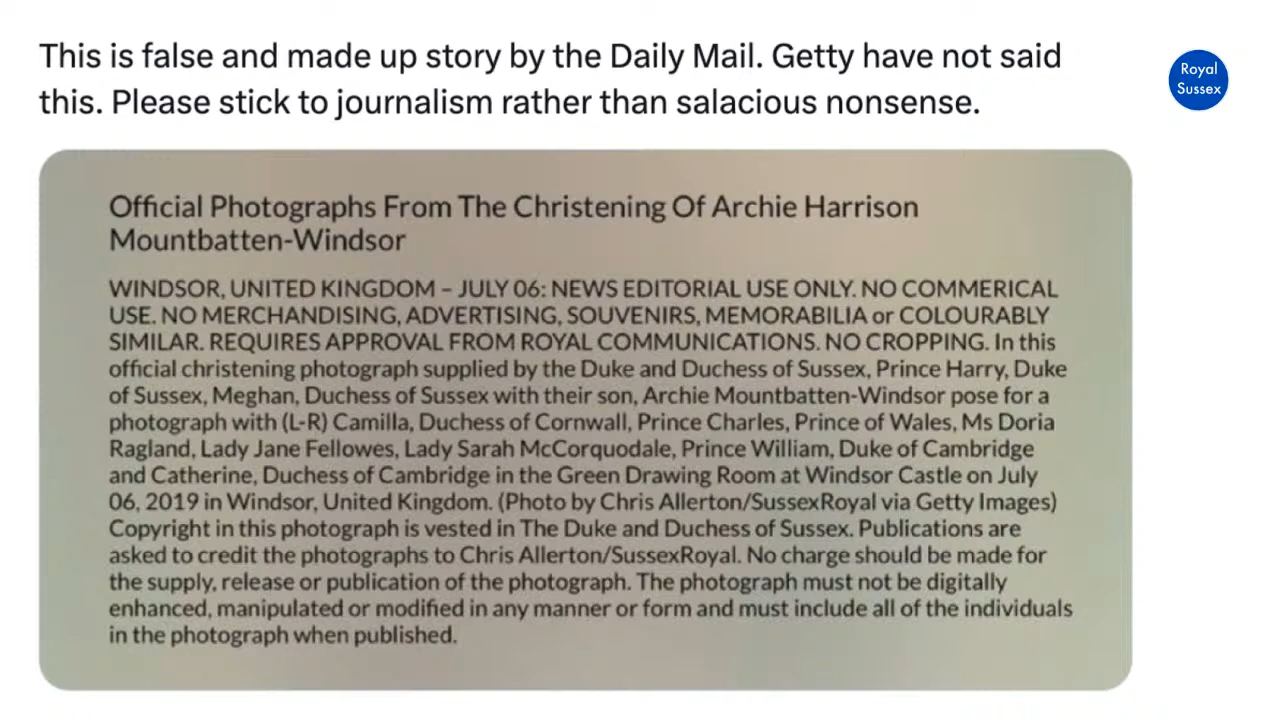 This is false and made up story by the Daily Mail. Getty have not said
this. Please stick to journalism rather than salacious nonsense.
Royal
Sussex
Official Photographs From The Christening Of Archie Harrison
Mountbatten-Windsor
WINDSOR, UNITED KINGDOM – JULY 06: NEWS EDITORIAL USE ONLY. NO COMMERICAL
USE. NO MERCHANDISING, ADVERTISING, SOUVENIRS, MEMORABILIA or COLOURABLY
SIMILAR. REQUIRES APPROVAL FROM ROYAL COMMUNICATIONS. NO CROPPING. In this
official christening photograph supplied by the Duke and Duchess of Sussex, Prince Harry, Duke
of Sussex, Meghan, Duchess of Sussex with their son, Archie Mountbatten-Windsor pose for a
photograph with (L-R) Camilla, Duchess of Cornwall, Prince Charles, Prince of Wales, Ms Doria
Ragland, Lady Jane Fellowes, Lady Sarah McCorquodale, Prince William, Duke of Cambridge
and Catherine, Duchess of Cambridge in the Green Drawing Room at Windsor Castle on July
06, 2019 in Windsor, United Kingdom. (Photo by Chris Allerton/SussexRoyal via Getty Images)
Copyright in this photograph is vested in The Duke and Duchess of Sussex. Publications are
asked to credit the photographs to Chris Allerton/SussexRoyal. No charge should be made for
the supply, release or publication of the photograph. The photograph must not be digitally
enhanced, manipulated or modified in any manner or form and must include all of the individuals
in the photograph when published.